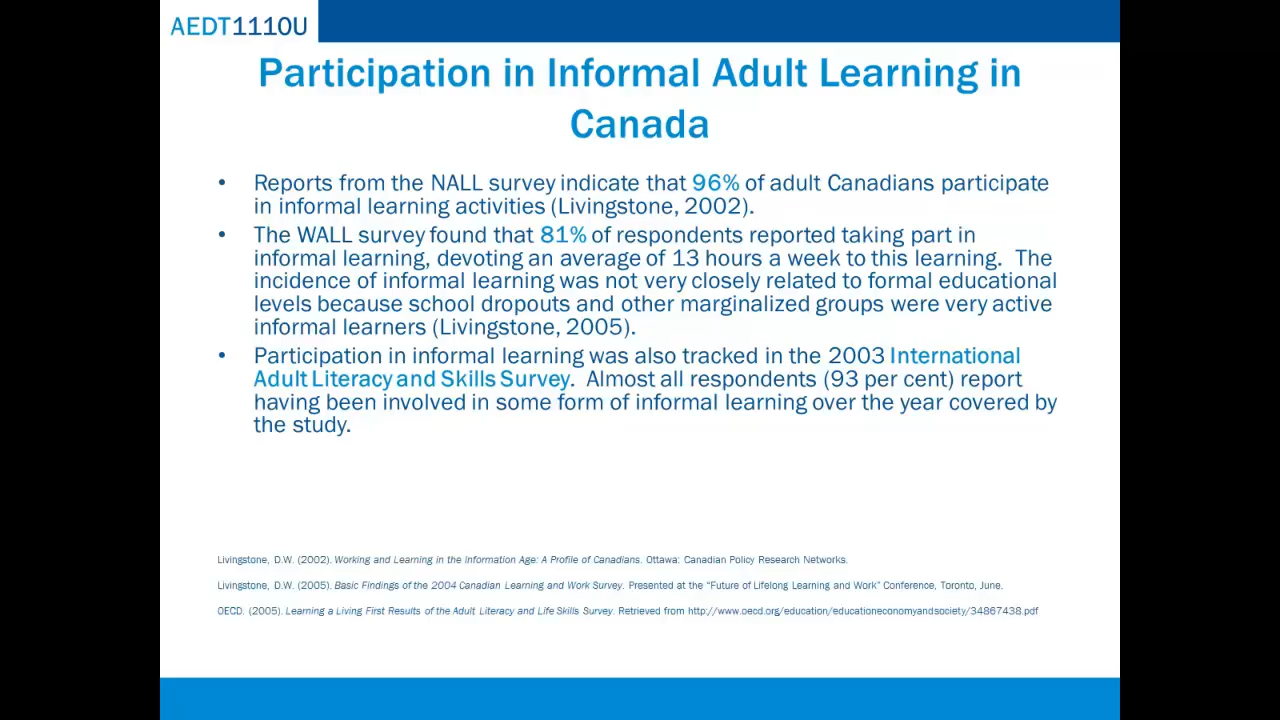 AEDT1110U
Participation in Informal Adult Learning in
Canada
• Reports from the NALL survey indicate that 96% of adult Canadians participate
in informal learning activities (Livingstone, 2002).
• The WALL survey found that 81% of respondents reported taking part in
informal learning, devoting an average of 13 hours a week to this learning. The
incidence of informal learning was not very closely related to formal educational
levels because school dropouts and other marginalized groups were very active
informal learners (Livingstone, 2005).
• Participation in informal learning was also tracked in the 2003 International
Adult Literacy and Skills Survey. Almost all respondents (93 per cent) report
having been involved in some form of informal learning over the year covered by
the study.
Livingstone, D.W. (2002). Working and Learning in the Information Age: A Profile of Canadians. Ottawa: Canadian Policy Research Networks.
Livingstone, D.W. (2005). Basic Findings of the 2004 Canadian Learning and Work Survey. Presented at the “Future of Lifelong Learning and Work” Conference, Toronto, June.
OECD. (2005). Learning a Living First Results of the Adult Literacy and Life Skills Survey. Retrieved from http://www.oecd.org/education/educationeconomyandsociety/34867438.pdf